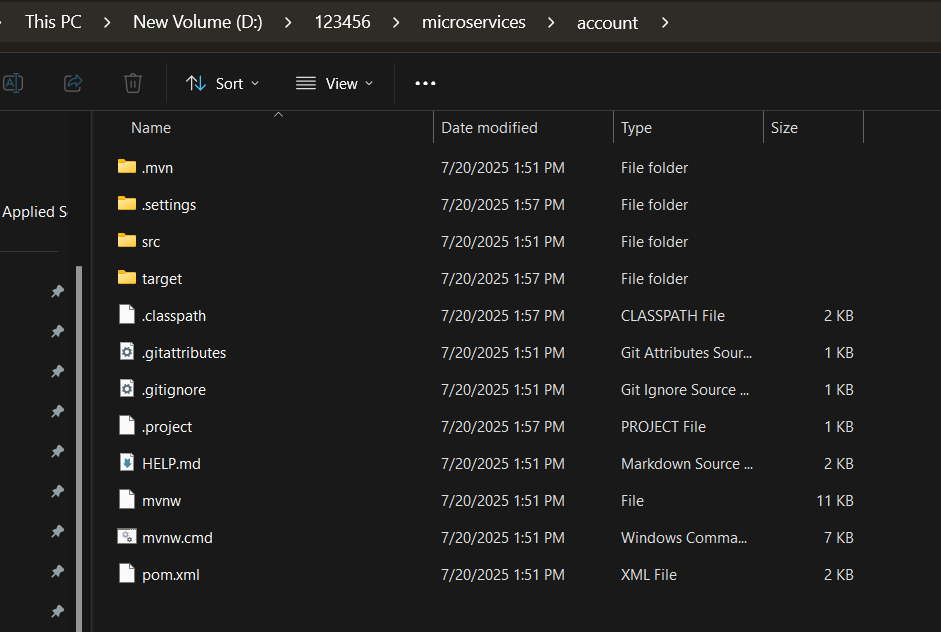 This PC > New Volume (D:) > 123456 > microservices > account >
Sort View ...
Name Date modified Type Size
.mvn 7/20/2025 1:51 PM File folder
.settings 7/20/2025 1:57 PM File folder
Applied S
src 7/20/2025 1:51 PM File folder
target 7/20/2025 1:57 PM File folder
.classpath 7/20/2025 1:57 PM CLASSPATH File 2 KB
.gitattributes 7/20/2025 1:51 PM Git Attributes Sour... 1 KB
.gitignore 7/20/2025 1:51 PM Git Ignore Source ... 1 KB
.project 7/20/2025 1:57 PM PROJECT File 1 KB
HELP.md 7/20/2025 1:51 PM Markdown Source ... 2 KB
mvnw 7/20/2025 1:51 PM File 11 KB
mvnw.cmd 7/20/2025 1:51 PM Windows Comma... 7 KB
pom.xml 7/20/2025 1:51 PM XML File 2 KB